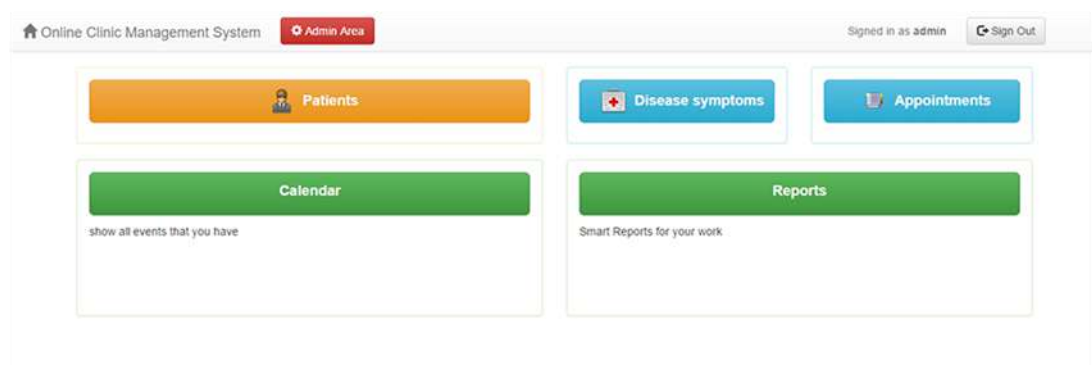 Online Clinic Management System Admin Area Signed in as admin Sign Out
Patients Disease symptoms Appointments
Calendar Reports
show all events that you have Smart Reports for your work